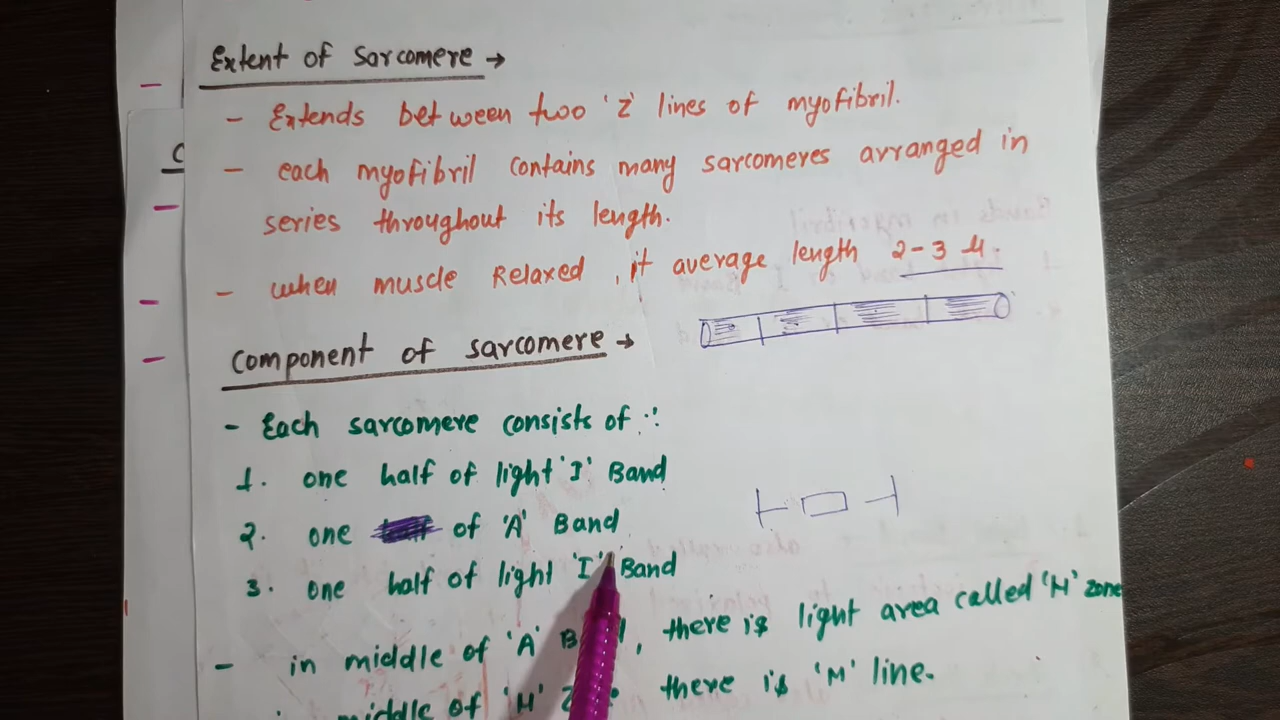 Extent of sarcomere →
- Extends between two 'Z' lines of myofibril.
- each myofibril contains many sarcomeres arranged in
series throughout its length.
- when muscle Relaxed, it average length 2-3 μ.
Component of sarcomere →
- Each sarcomere consists of :
1. one half of light 'I' Band
2. one of 'A' Band
3. one half of light 'I' Band
- in middle of 'A' , there is light area called 'H' zone
middle of 'H' there is 'M' line.